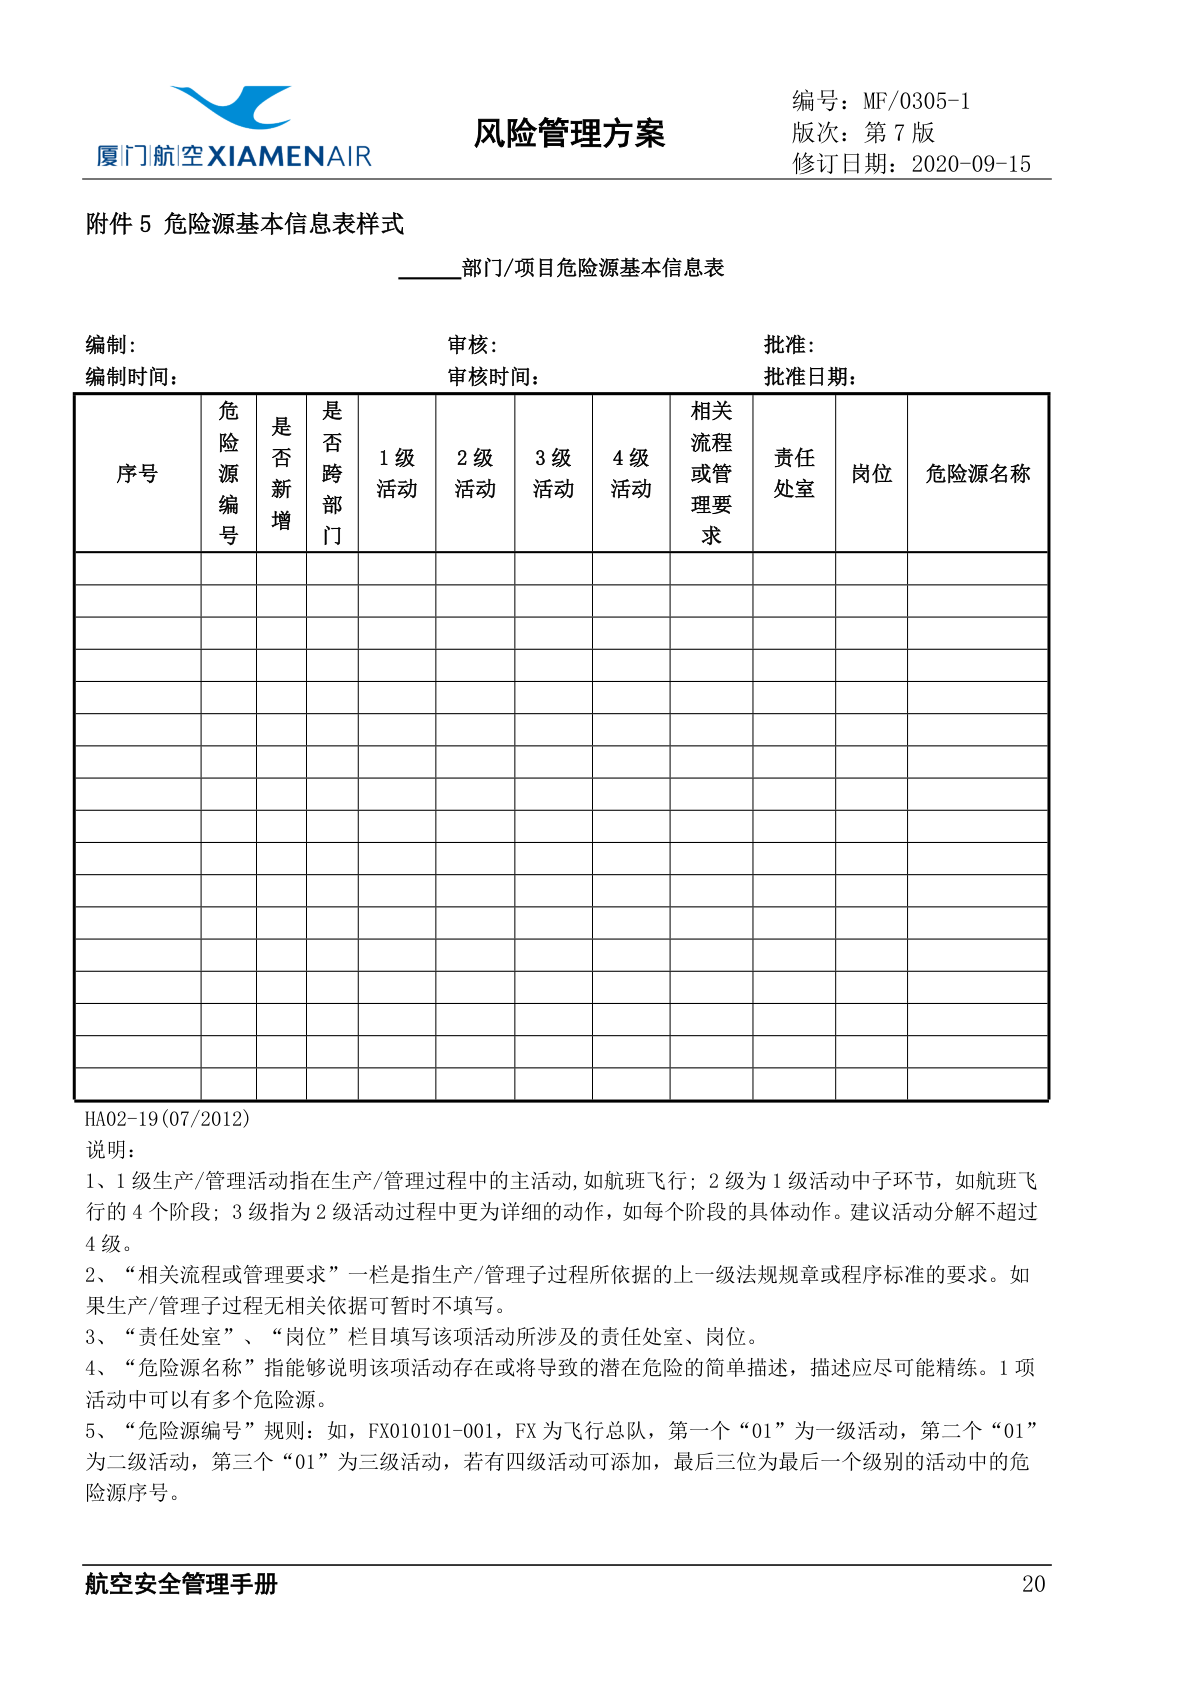 厦门航空XIAMENAIR
风险管理方案
编号：MF/0305-1
版次：第 7 版
修订日期：2020-09-15
附件 5 危险源基本信息表样式
______部门/项目危险源基本信息表
编制： 审核： 批准：
编制时间： 审核时间： 批准日期：
序号 危险源编号 是否新增 是否跨部门 1 级活动 2 级活动 3 级活动 4 级活动 相关流程或管理要求 责任处室 岗位 危险源名称
HA02-19(07/2012)
说明：
1、1 级生产/管理活动指在生产/管理过程中的主活动,如航班飞行；2 级为 1 级活动中子环节，如航班飞
行的 4 个阶段；3 级指为 2 级活动过程中更为详细的动作，如每个阶段的具体动作。建议活动分解不超过
4 级。
2、“相关流程或管理要求”一栏是指生产/管理子过程所依据的上一级法规规章或程序标准的要求。如
果生产/管理子过程无相关依据可暂时不填写。
3、“责任处室”、“岗位”栏目填写该项活动所涉及的责任处室、岗位。
4、“危险源名称”指能够说明该项活动存在或将导致的潜在危险的简单描述，描述应尽可能精练。1 项
活动中可以有多个危险源。
5、“危险源编号”规则：如，FX010101-001，FX 为飞行总队，第一个“01”为一级活动，第二个“01”
为二级活动，第三个“01”为三级活动，若有四级活动可添加，最后三位为最后一个级别的活动中的危
险源序号。
航空安全管理手册 20